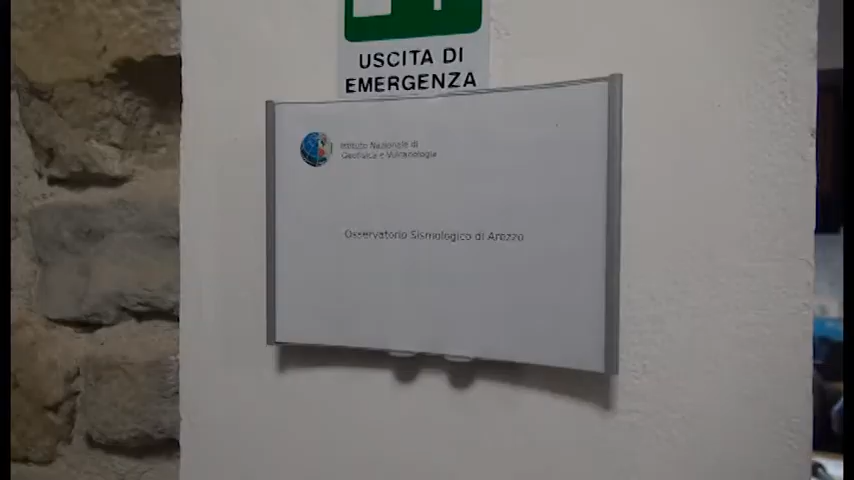 USCITA DI
EMERGENZA
Istituto Nazionale di
Geofisica e Vulcanologia
Osservatorio Sismologico di Arezzo